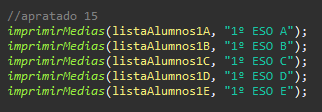 //apratado 15
imprimirMedias(listaAlumnos1A, "1º ESO A");
imprimirMedias(listaAlumnos1B, "1º ESO B");
imprimirMedias(listaAlumnos1C, "1º ESO C");
imprimirMedias(listaAlumnos1D, "1º ESO D");
imprimirMedias(listaAlumnos1E, "1º ESO E");